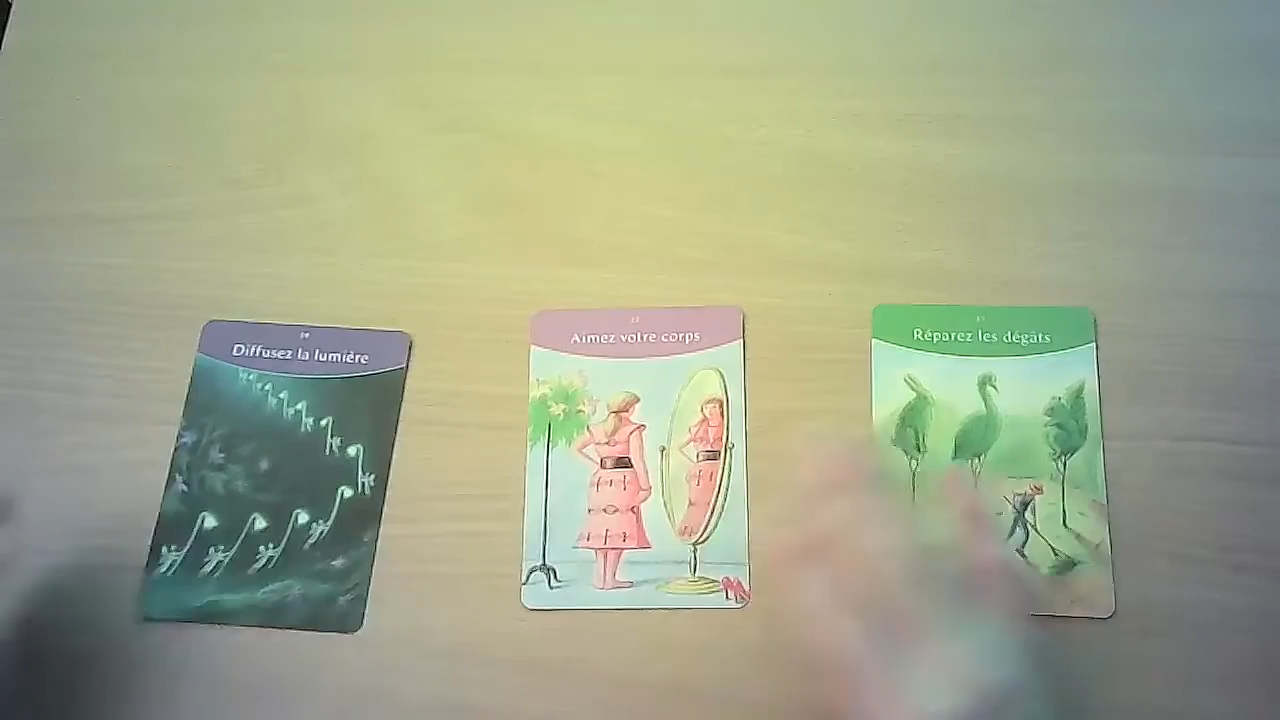 Diffusez la lumière
Aimez votre corps
Réparez les dégâts